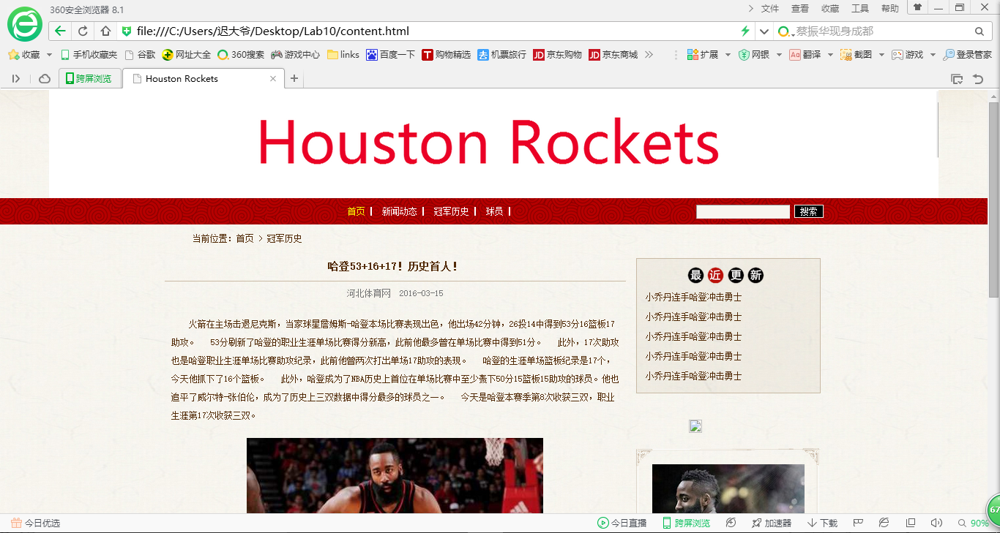 360安全浏览器 8.1
文件 查看 收藏 工具 帮助
file:///C:/Users/迟大爷/Desktop/Lab10/content.html
蔡振华现身成都
收藏 手机收藏夹 谷歌 网址大全 360搜索 游戏中心 links 百度一下 购物精选 机票旅行 京东购物 京东商城 扩展 网银 翻译 截图 游戏 登录管家
跨屏浏览 Houston Rockets
Houston Rockets
首页 新闻动态 冠军历史 球员 搜索
当前位置：首页 > 冠军历史
哈登53+16+17！历史首人！
河北体育网 2016-03-15
火箭在主场击退尼克斯，当家球星詹姆斯-哈登本场比赛表现出色，他出场42分钟，26投14中得到53分16篮板17
助攻。 53分刷新了哈登的职业生涯单场比赛得分新高，此前他最多曾在单场比赛中得到51分。 此外，17次助攻
也是哈登职业生涯单场比赛助攻纪录，此前他曾两次打出单场17助攻的表现。 哈登的生涯单场篮板纪录是17个，
今天他抓下了16个篮板。 此外，哈登成为了NBA历史上首位在单场比赛中至少轰下50分15篮板15助攻的球员。他也
追平了威尔特-张伯伦，成为了历史上三双数据中得分最多的球员之一。 今天是哈登本赛季第8次收获三双，职业
生涯第17次收获三双。
最近更新
小乔丹连手哈登冲击勇士
小乔丹连手哈登冲击勇士
小乔丹连手哈登冲击勇士
小乔丹连手哈登冲击勇士
小乔丹连手哈登冲击勇士
今日优选 今日直播 跨屏浏览 加速器 下载 90%
67